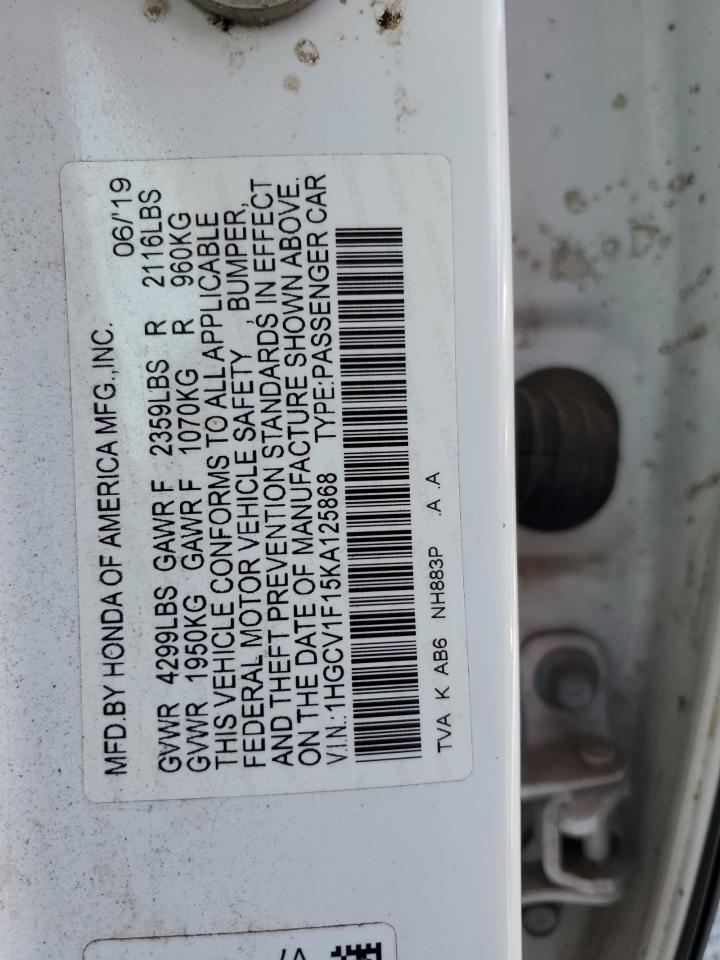 MFD.BY HONDA OF AMERICA MFG.,INC. 06/'19
GVWR 4299LBS GAWR F 2359LBS R 2116LBS
GVWR 1950KG GAWR F 1070KG R 960KG
THIS VEHICLE CONFORMS TO ALL APPLICABLE
FEDERAL MOTOR VEHICLE SAFETY , BUMPER,
AND THEFT PREVENTION STANDARDS IN EFFECT
ON THE DATE OF MANUFACTURE SHOWN ABOVE.
V.I.N.:1HGCV1F15KA125868 TYPE:PASSENGER CAR
TVA K AB6 NH883P .A .A